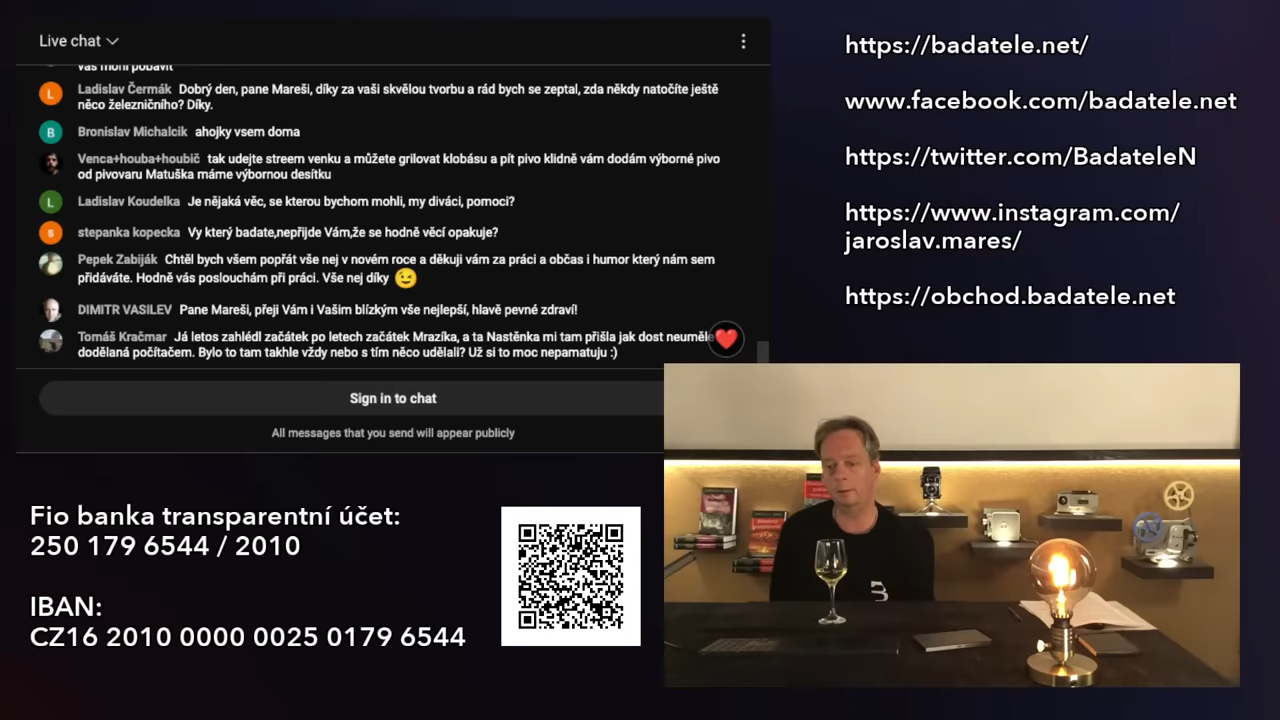 Live chat
vás mohli pobavit
Ladislav Čermák Dobrý den, pane Mareši, díky za vaši skvělou tvorbu a rád bych se zeptal, zda někdy natočíte ještě
něco železničního? Díky.
Bronislav Michalcik ahojky vsem doma
Venca+houba+houbič tak udejte streem venku a můžete grilovat klobásu a pít pivo klidně vám dodám výborné pivo
od pivovaru Matuška máme výbornou desítku
Ladislav Koudelka Je nějaká věc, se kterou bychom mohli, my diváci, pomoci?
stepanka kopecka Vy který badate,nepřijde Vám,že se hodně věcí opakuje?
Pepek Zabiják Chtěl bych všem popřát vše nej v novém roce a děkuji vám za práci a občas i humor který nám sem
přidáváte. Hodně vás poslouchám při práci. Vše nej díky 😉
DIMITR VASILEV Pane Mareši, přeji Vám i Vašim blízkým vše nejlepší, hlavě pevné zdraví!
Tomáš Kračmar Já letos zahlédl začátek po letech začátek Mrazíka, a ta Nastěnka mi tam přišla jak dost neuměle
dodělaná počítačem. Bylo to tam takhle vždy nebo s tím něco udělali? Už si to moc nepamatuju :)
Sign in to chat
All messages that you send will appear publicly
https://badatele.net/
www.facebook.com/badatele.net
https://twitter.com/BadateleN
https://www.instagram.com/
jaroslav.mares/
https://obchod.badatele.net
Fio banka transparentní účet:
250 179 6544 / 2010
IBAN:
CZ16 2010 0000 0025 0179 6544